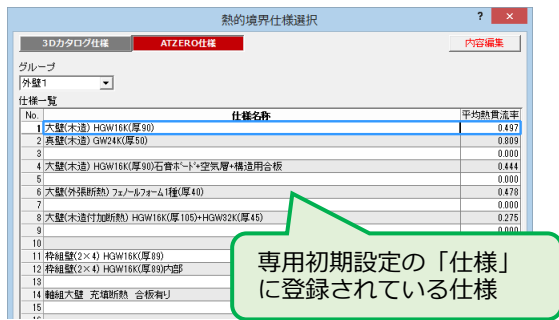 熱的境界仕様選択
? ×
3Dカタログ仕様 ATZERO仕様 内容編集
グループ
外壁1
仕様一覧
No. 仕様名称 平均熱貫流率
1 大壁(木造) HGW16K(厚90) 0.497
2 真壁(木造) GW24K(厚50) 0.809
3 0.000
4 大壁(木造) HGW16K(厚90)石膏ボード+空気層+構造用合板 0.444
5 0.000
6 大壁(外張断熱) フェノールフォーム1種(厚40) 0.478
7 0.000
8 大壁(木造付加断熱) HGW16K(厚105)+HGW32K(厚45) 0.275
9 0.000
10
11 枠組壁(2×4) HGW16K(厚89)
12 枠組壁(2×4) HGW16K(厚89)内部
13
14 軸組大壁 充填断熱 合板有り
15
専用初期設定の「仕様」
に登録されている仕様